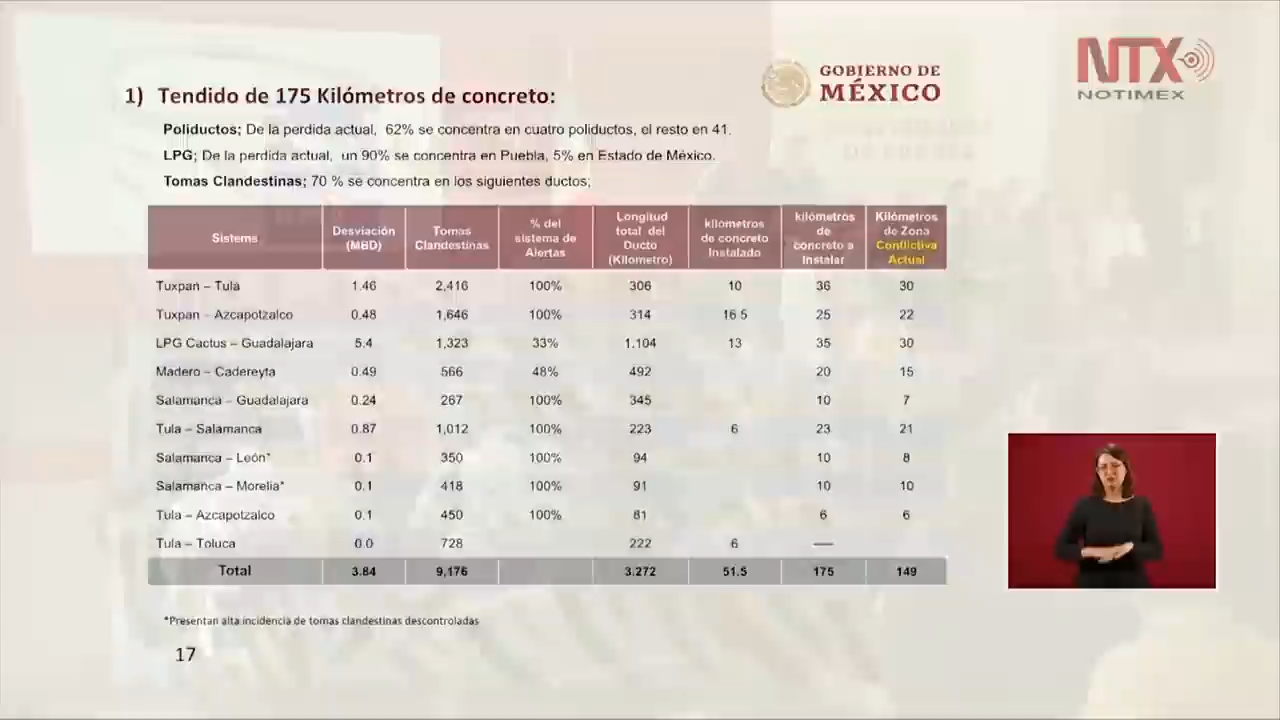 NTX
NOTIMEX
GOBIERNO DE
MÉXICO
1) Tendido de 175 Kilómetros de concreto:
Poliductos; De la perdida actual, 62% se concentra en cuatro poliductos, el resto en 41.
LPG; De la perdida actual, un 90% se concentra en Puebla, 5% en Estado de México.
Tomas Clandestinas; 70 % se concentra en los siguientes ductos;
Sistema | Desviación (MBD) | Tomas Clandestinas | % del sistema de Alertas | Longitud total del Ducto (Kilometro) | kilómetros de concreto Instalado | kilómetros de concreto a Instalar | Kilómetros de Zona Conflictiva Actual
Tuxpan – Tula 1.46 2,416 100% 306 10 36 30
Tuxpan – Azcapotzalco 0.48 1,646 100% 314 16.5 25 22
LPG Cactus – Guadalajara 5.4 1,323 33% 1.104 13 35 30
Madero – Cadereyta 0.49 566 48% 492 20 15
Salamanca – Guadalajara 0.24 267 100% 345 10 7
Tula – Salamanca 0.87 1,012 100% 223 6 23 21
Salamanca – León* 0.1 350 100% 94 10 8
Salamanca – Morelia* 0.1 418 100% 91 10 10
Tula – Azcapotzalco 0.1 450 100% 81 6 6
Tula – Toluca 0.0 728 222 6 —
Total 3.84 9,176 3.272 51.5 175 149
*Presentan alta incidencia de tomas clandestinas descontroladas
17